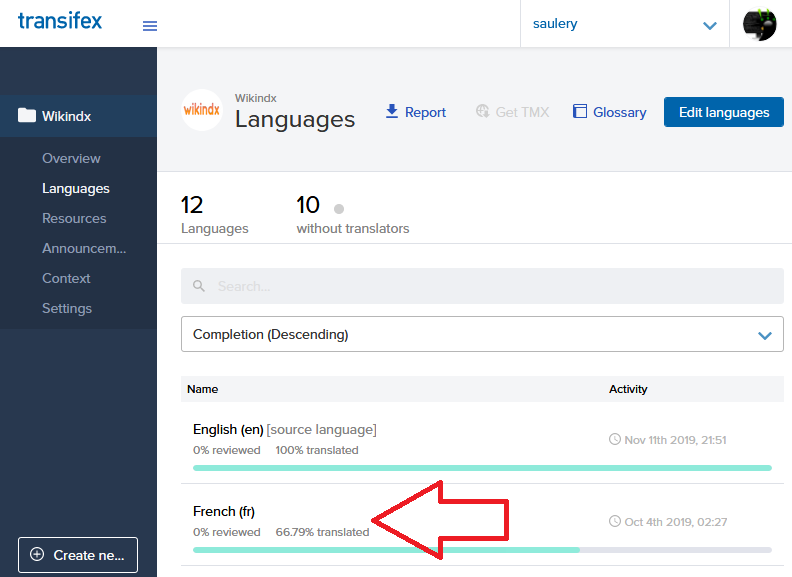 transifex
saulery
Wikindx
Overview
Languages
Resources
Announcem...
Context
Settings
Create ne...
wikindx
Wikindx
Languages
Report
Get TMX
Glossary
Edit languages
12
Languages
10
without translators
Search...
Completion (Descending)
Name Activity
English (en) [source language]
0% reviewed 100% translated
Nov 11th 2019, 21:51
French (fr)
0% reviewed 66.79% translated
Oct 4th 2019, 02:27